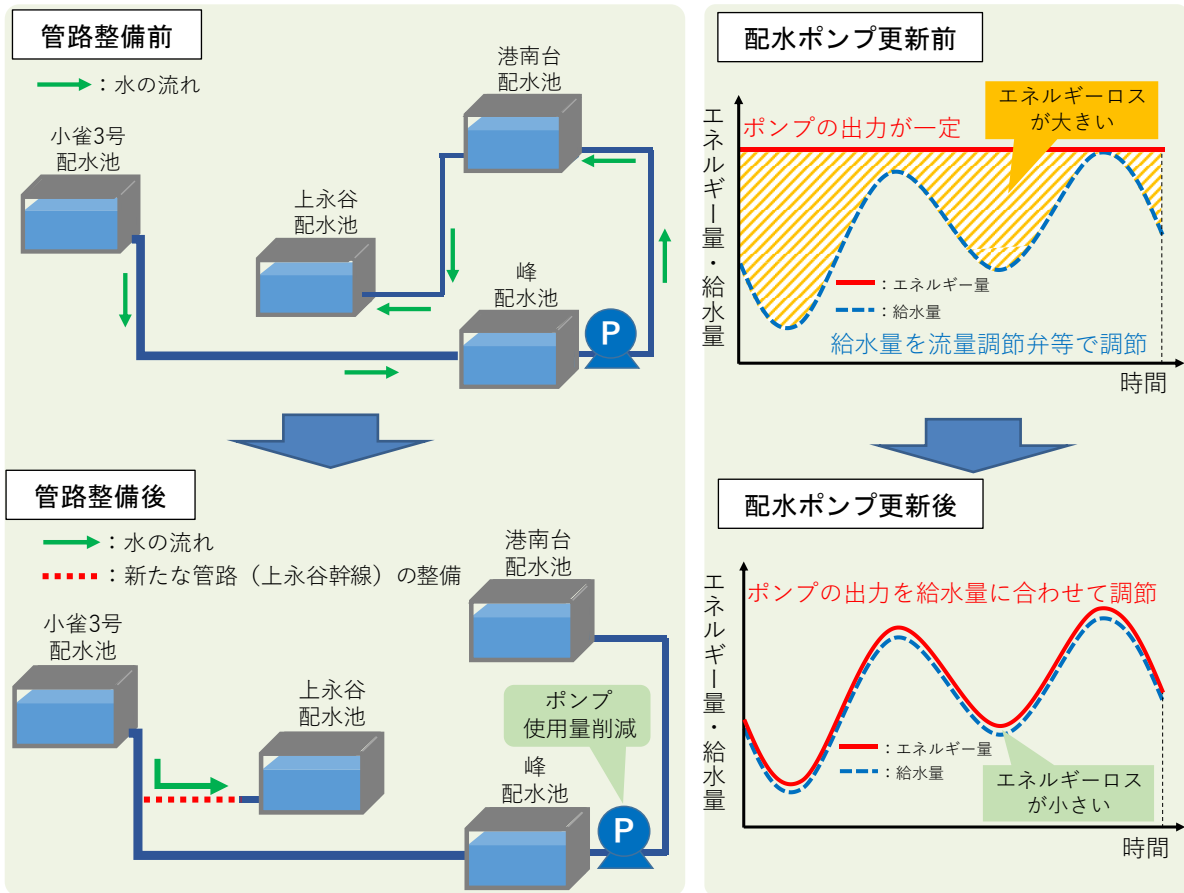 管路整備前
：水の流れ
港南台
配水池
小雀3号
配水池
上永谷
配水池
峰
配水池
P
管路整備後
：水の流れ
：新たな管路（上永谷幹線）の整備
港南台
配水池
小雀3号
配水池
上永谷
配水池
ポンプ
使用量削減
峰
配水池
P
配水ポンプ更新前
エネルギー量・給水量
ポンプの出力が一定
エネルギーロス
が大きい
：エネルギー量
：給水量
給水量を流量調節弁等で調節
時間
配水ポンプ更新後
エネルギー量・給水量
ポンプの出力を給水量に合わせて調節
：エネルギー量
：給水量
エネルギーロス
が小さい
時間